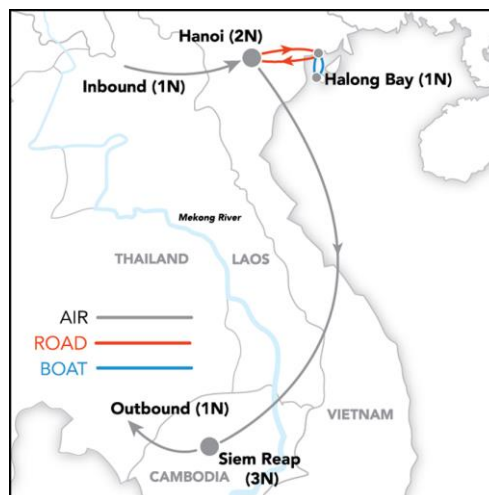 Hanoi (2N)
Inbound (1N)
Halong Bay (1N)
Mekong River
THAILAND
LAOS
AIR
ROAD
BOAT
Outbound (1N)
VIETNAM
Siem Reap
(3N)
CAMBODIA